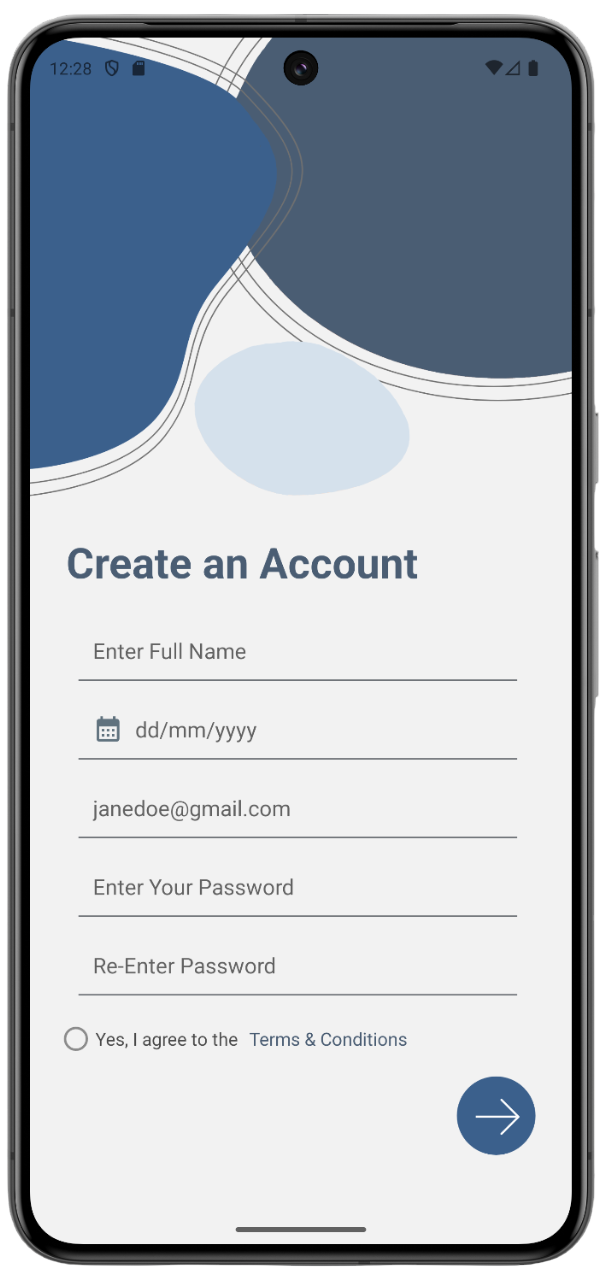 12:28
Create an Account
Enter Full Name
dd/mm/yyyy
janedoe@gmail.com
Enter Your Password
Re-Enter Password
Yes, I agree to the Terms & Conditions